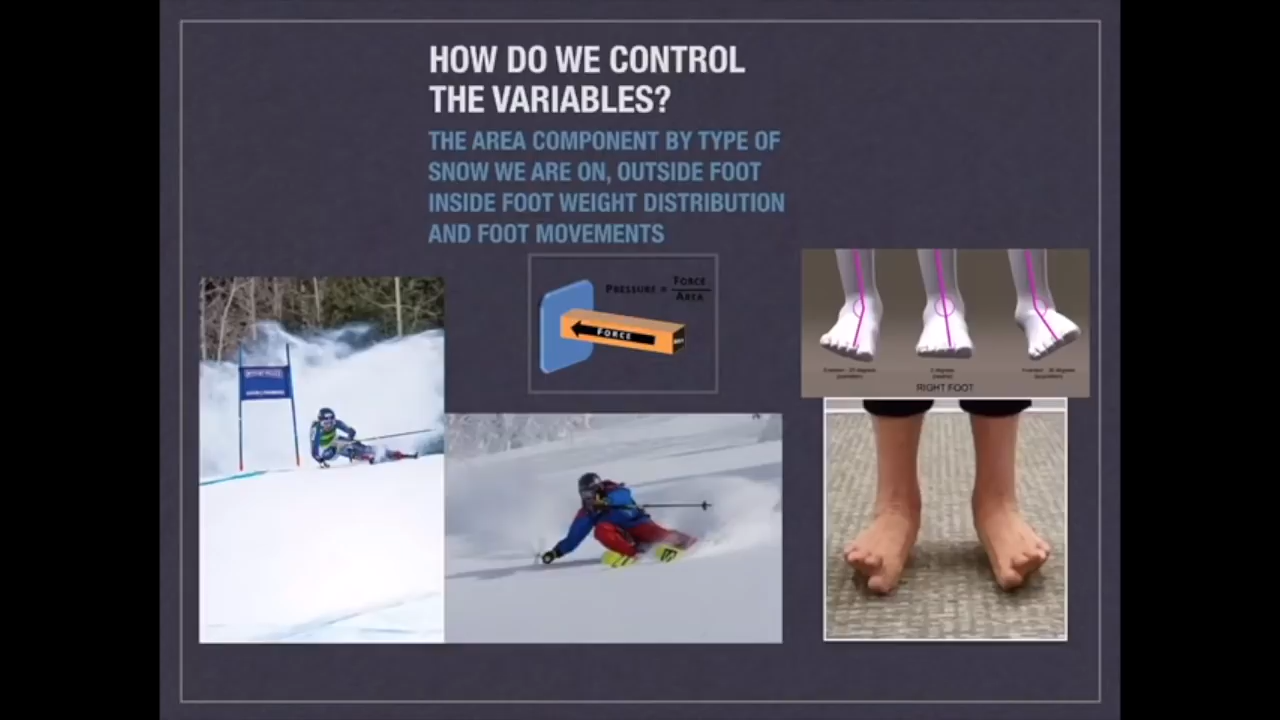 HOW DO WE CONTROL
THE VARIABLES?
THE AREA COMPONENT BY TYPE OF
SNOW WE ARE ON, OUTSIDE FOOT
INSIDE FOOT WEIGHT DISTRIBUTION
AND FOOT MOVEMENTS
PRESSURE = FORCE
AREA
FORCE
RIGHT FOOT